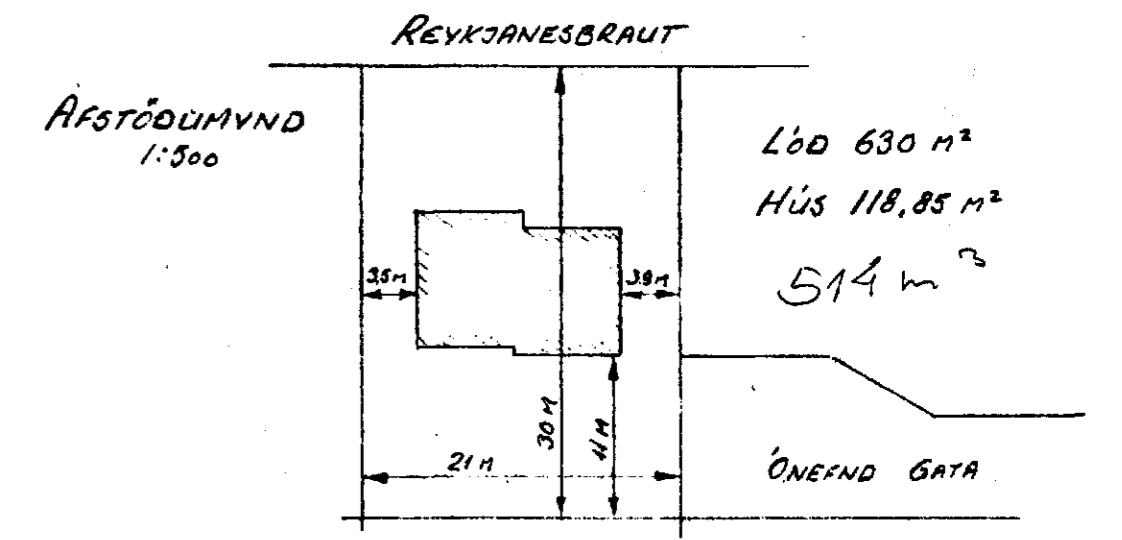 REYKJANESBRAUT
AFSTÖÐUMYND
1:500
LÓÐ 630 M²
HÚS 118,85 M²
514 m³
3,5 M
3.9 M
30 M
11 M
21 M
ÓNEFND GATA